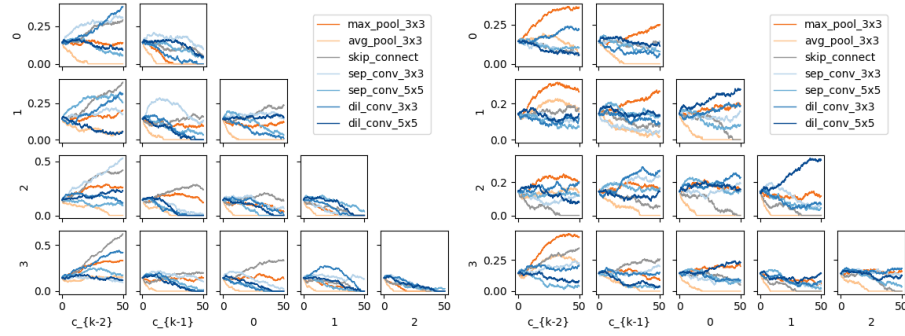 0.25
0.00
0
max_pool_3x3
avg_pool_3x3
skip_connect
sep_conv_3x3
sep_conv_5x5
dil_conv_3x3
dil_conv_5x5
0.25
0.00
1
0.5
0.0
2
0.5
0.0
3
0 50
c_{k-2}
0 50
c_{k-1}
0 50
0
0 50
1
0 50
2
0.25
0.00
0
max_pool_3x3
avg_pool_3x3
skip_connect
sep_conv_3x3
sep_conv_5x5
dil_conv_3x3
dil_conv_5x5
0.2
0.0
1
0.2
0.0
2
0.25
0.00
3
0 50
c_{k-2}
0 50
c_{k-1}
0 50
0
0 50
1
0 50
2